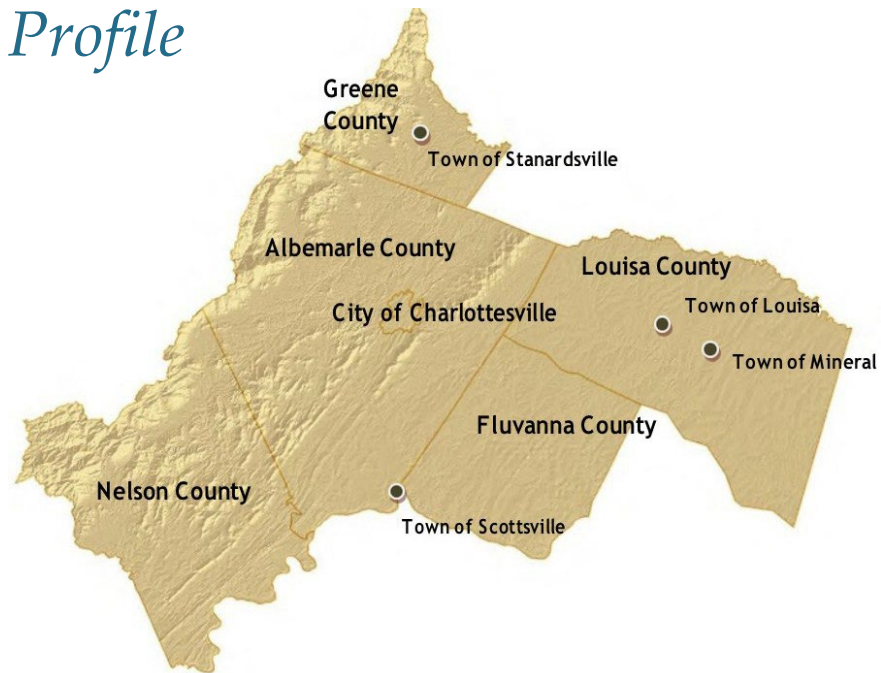 Profile
Greene
County
Town of Stanardsville
Albemarle County
Louisa County
Town of Louisa
City of Charlottesville
Town of Mineral
Fluvanna County
Nelson County
Town of Scottsville